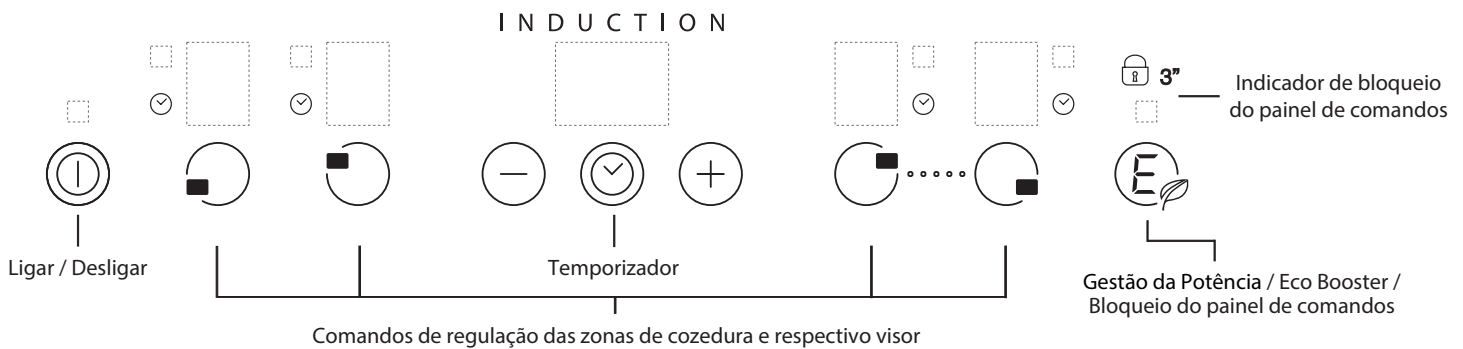 INDUCTION
3”
Indicador de bloqueio
do painel de comandos
E
Ligar / Desligar
Temporizador
Gestão da Potência / Eco Booster /
Bloqueio do painel de comandos
Comandos de regulação das zonas de cozedura e respectivo visor